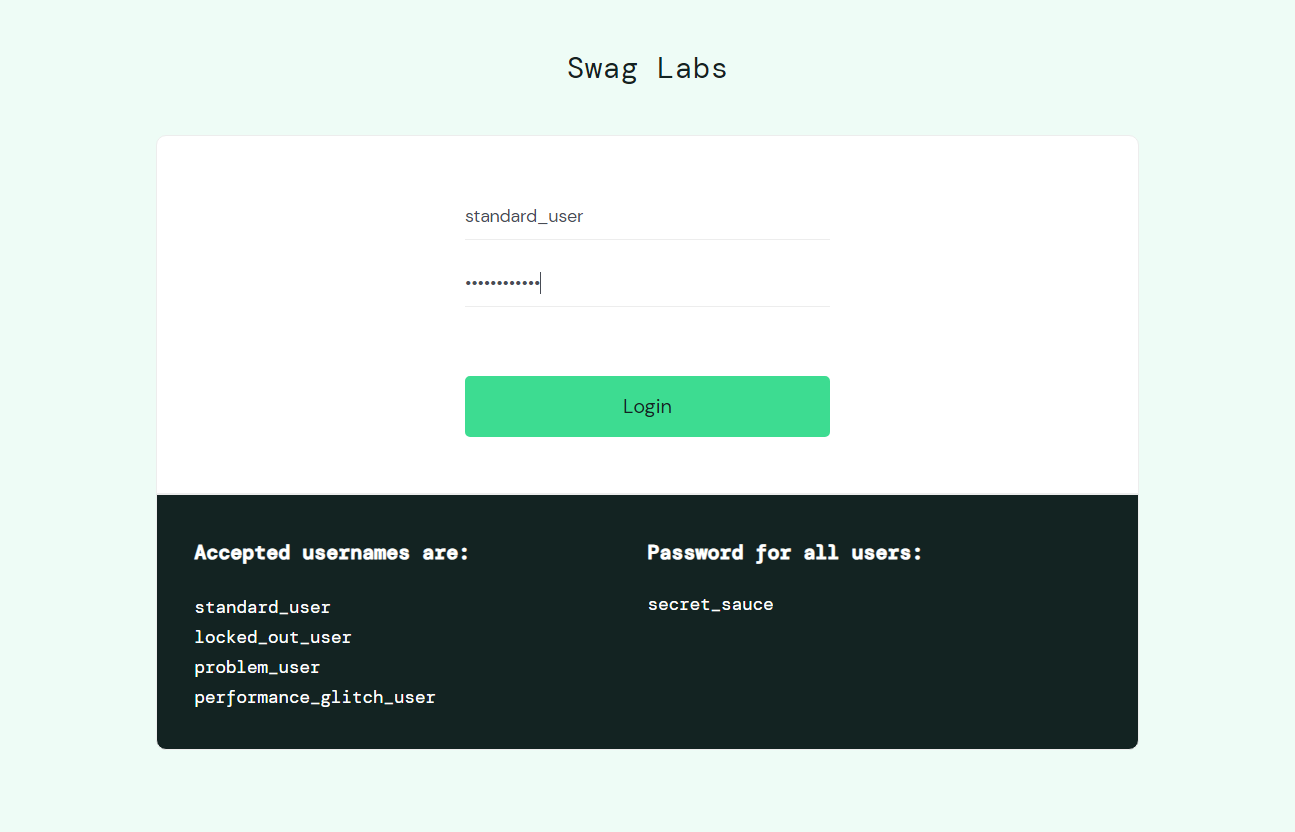 Swag Labs
standard_user
••••••••••••
Login
Accepted usernames are:
standard_user
locked_out_user
problem_user
performance_glitch_user
Password for all users:
secret_sauce